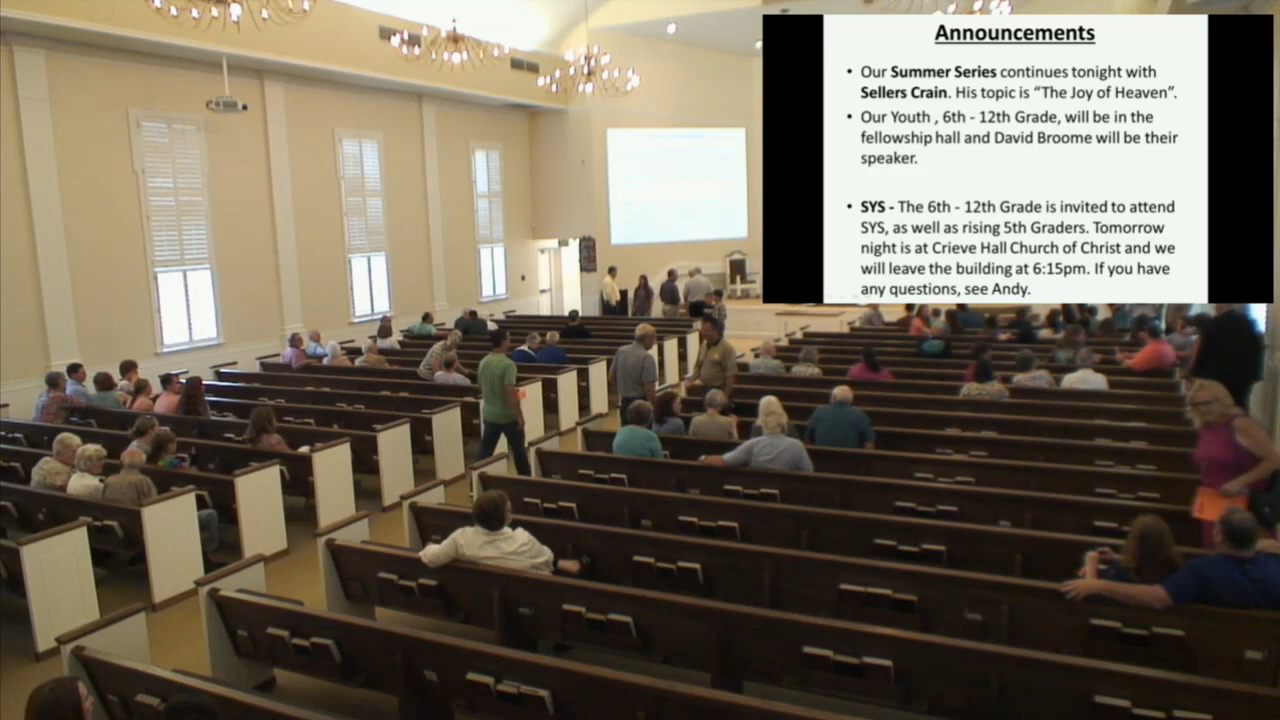 Announcements
• Our Summer Series continues tonight with
Sellers Crain. His topic is “The Joy of Heaven”.
• Our Youth , 6th - 12th Grade, will be in the
fellowship hall and David Broome will be their
speaker.
• SYS - The 6th - 12th Grade is invited to attend
SYS, as well as rising 5th Graders. Tomorrow
night is at Crieve Hall Church of Christ and we
will leave the building at 6:15pm. If you have
any questions, see Andy.